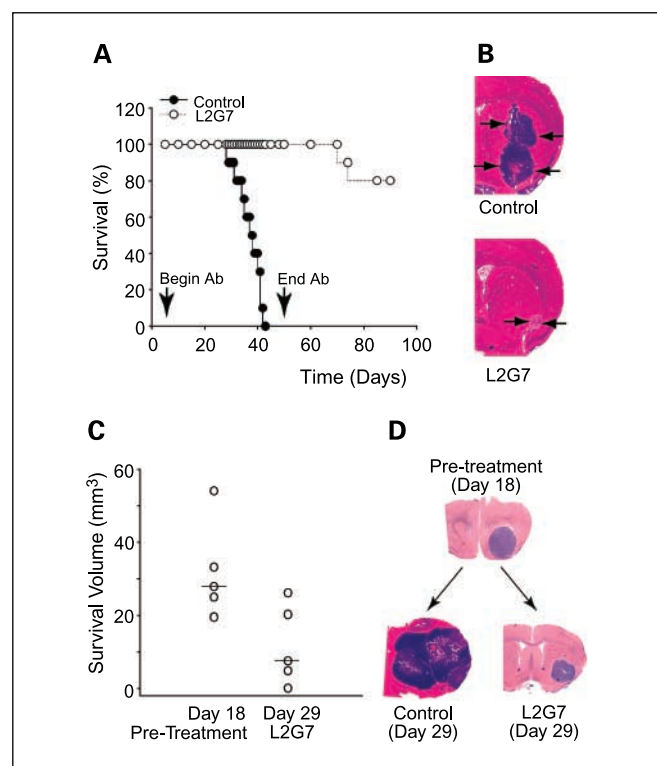 A
Control
L2G7
120
100
80
60
40
20
0
Survival (%)
Begin Ab
End Ab
0 20 40 60 80 100
Time (Days)
B
Control
L2G7
C
60
40
20
0
Survival Volume (mm³)
Day 18 Day 29
Pre-Treatment L2G7
D
Pre-treatment
(Day 18)
Control L2G7
(Day 29) (Day 29)